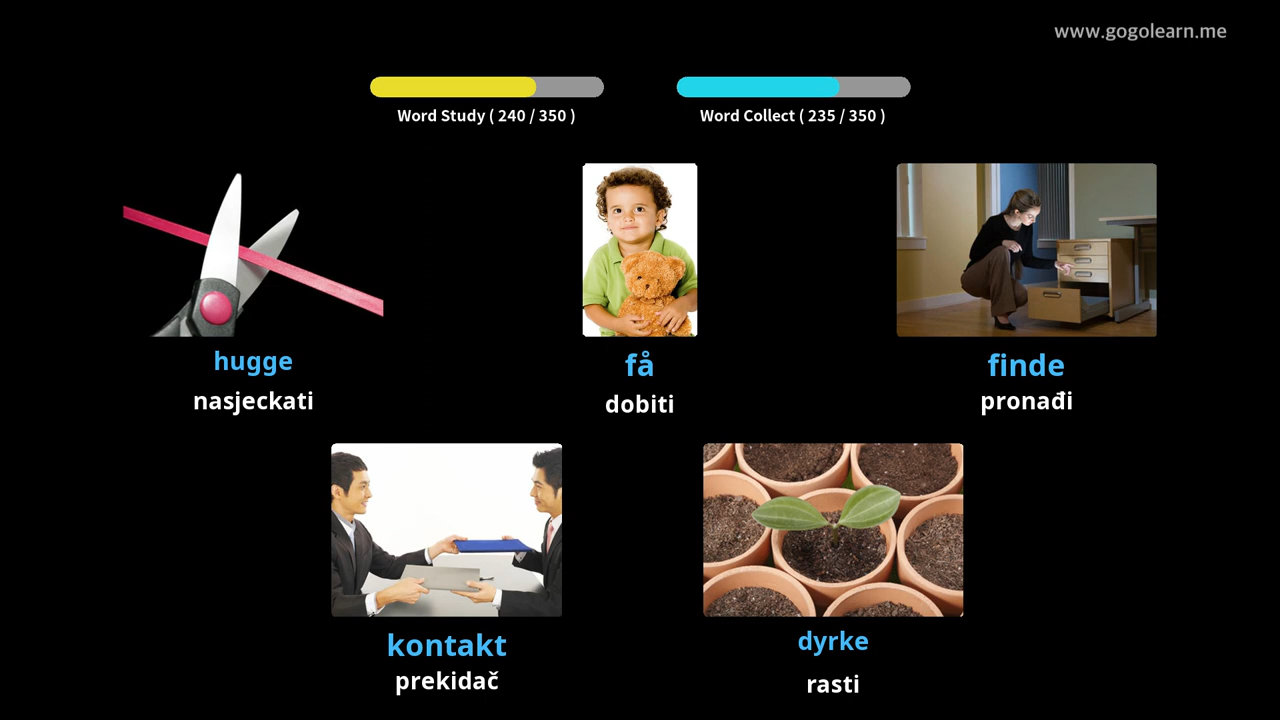 www.gogolearn.me
Word Study ( 240 / 350 )
Word Collect ( 235 / 350 )
hugge
nasjeckati
få
dobiti
finde
pronađi
kontakt
prekidač
dyrke
rasti